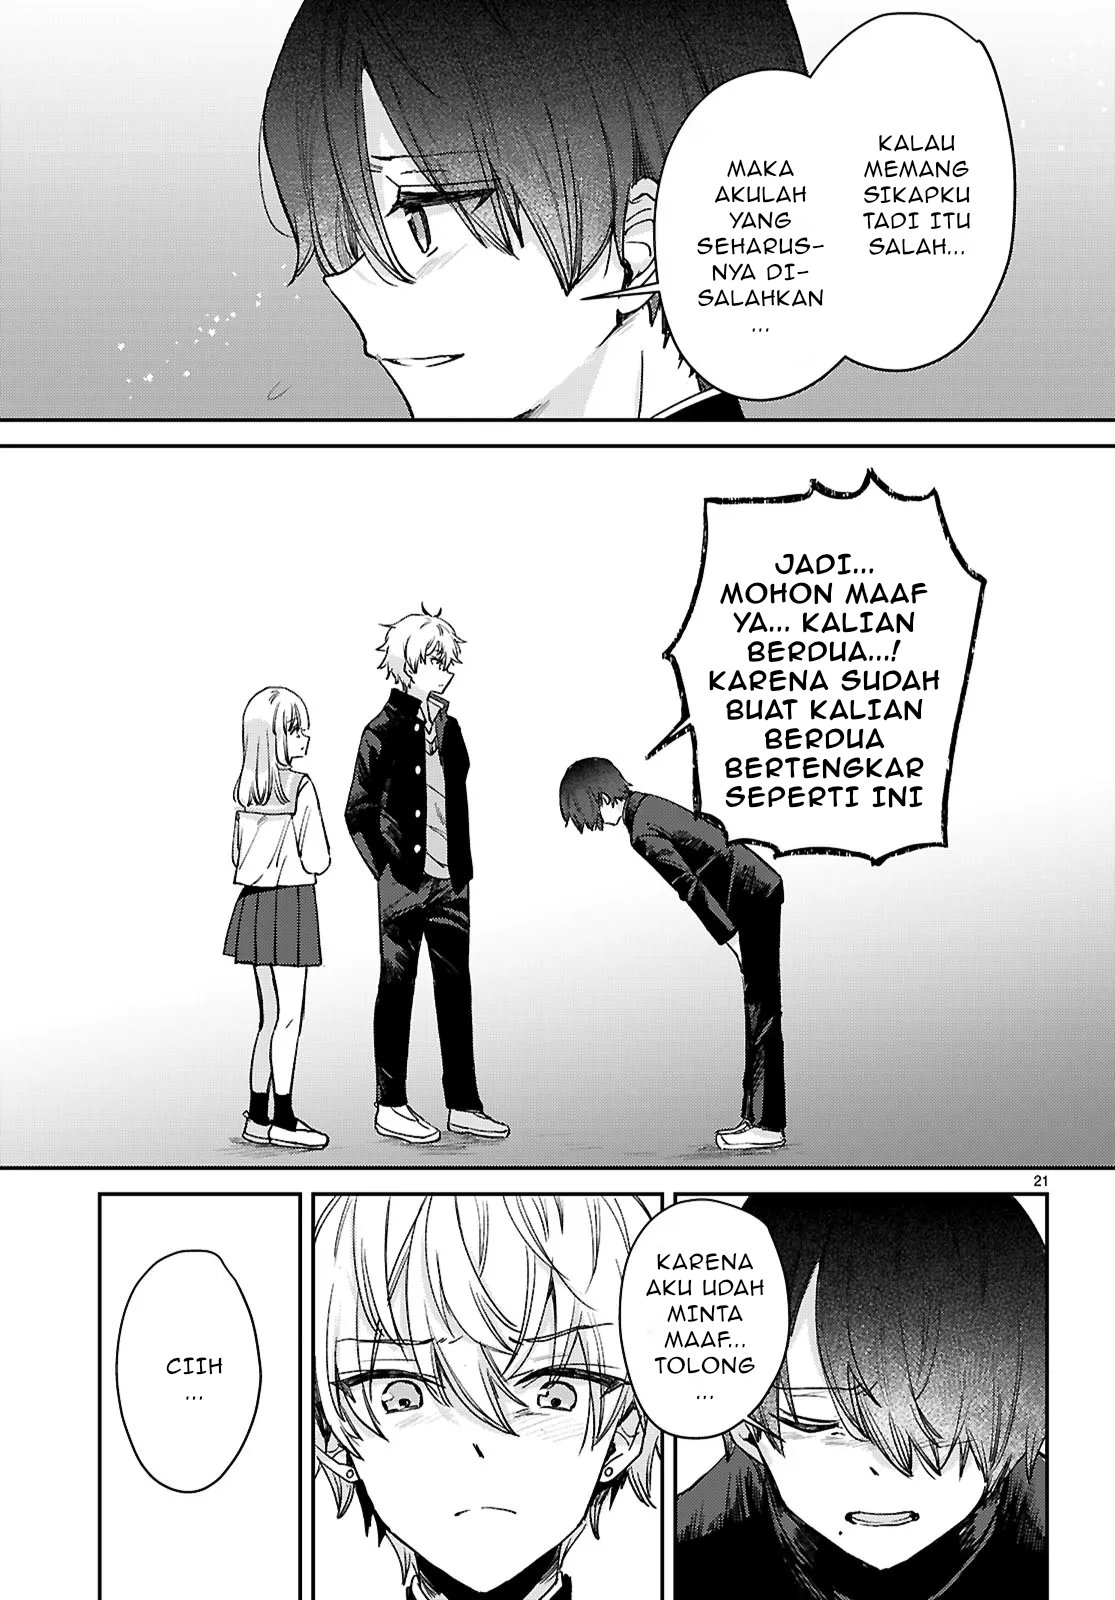 KALAU
MEMANG
SIKAPKU
TADI ITU
SALAH...
MAKA
AKULAH
YANG
SEHARUS-
NYA DI-
SALAHKAN
...
JADI...
MOHON MAAF
YA... KALIAN
BERDUA...!
KARENA SUDAH
BUAT KALIAN
BERDUA
BERTENGKAR
SEPERTI INI
21
KARENA
AKU UDAH
MINTA
MAAF...
TOLONG
...
CIIH
...